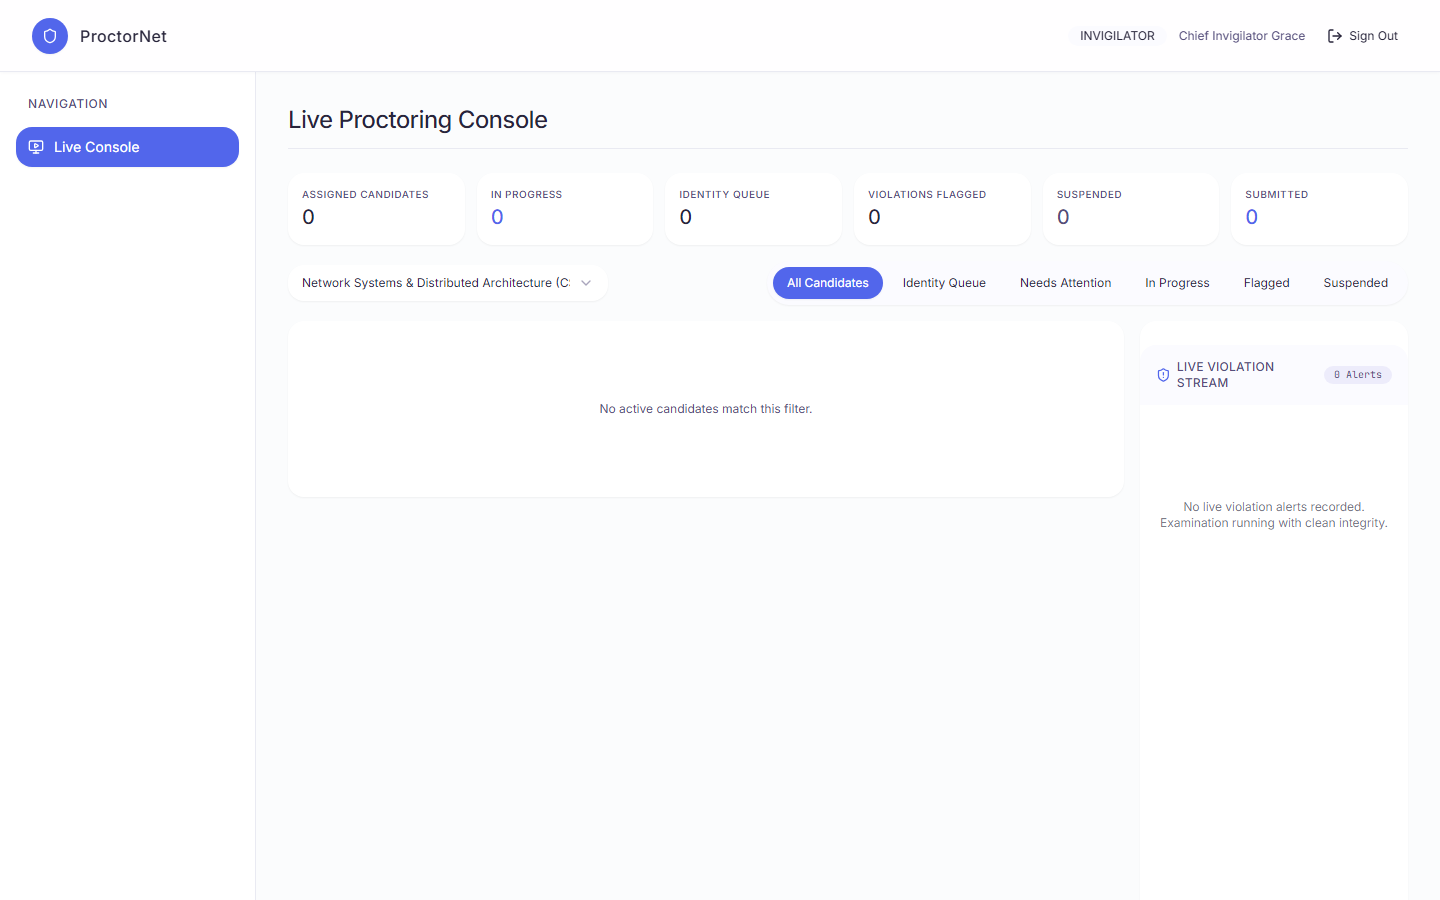 ProctorNet
INVIGILATOR
Chief Invigilator Grace
Sign Out
NAVIGATION
Live Console
Live Proctoring Console
ASSIGNED CANDIDATES
0
IN PROGRESS
0
IDENTITY QUEUE
0
VIOLATIONS FLAGGED
0
SUSPENDED
0
SUBMITTED
0
Network Systems & Distributed Architecture (C
All Candidates
Identity Queue
Needs Attention
In Progress
Flagged
Suspended
No active candidates match this filter.
LIVE VIOLATION
STREAM
0 Alerts
No live violation alerts recorded.
Examination running with clean integrity.